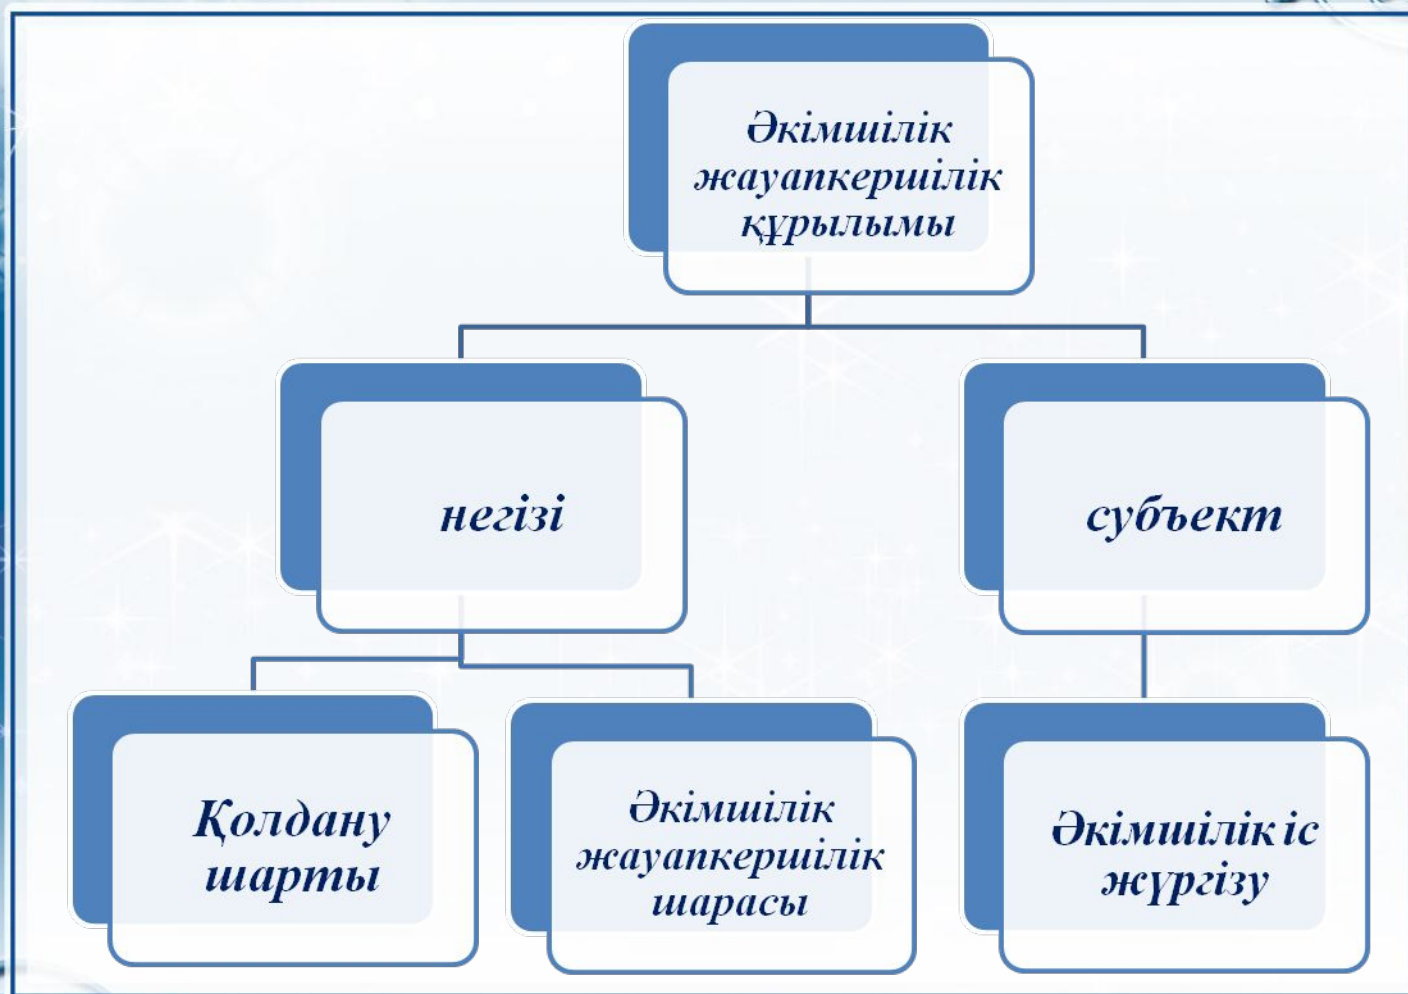 Әкімшілік
жауапкершілік
құрылымы
негізі
субъект
Қолдану
шарты
Әкімшілік
жауапкершілік
шарасы
Әкімшілік іс
жүргізу